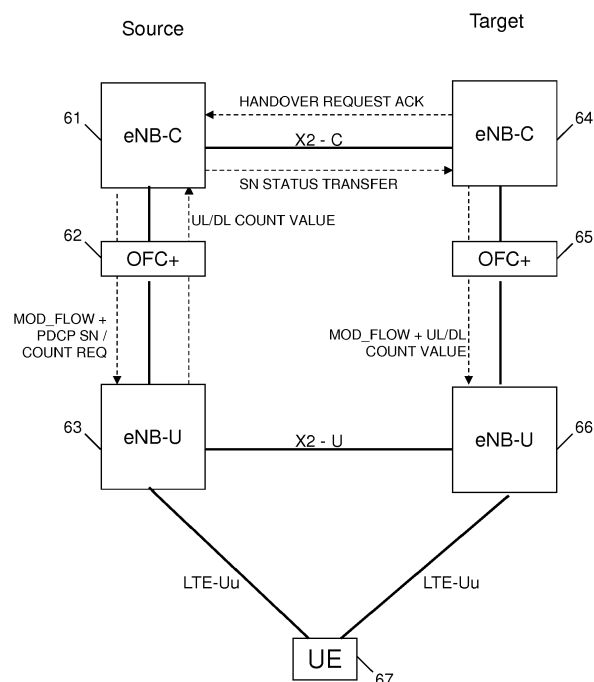 Source
Target
HANDOVER REQUEST ACK
61
eNB-C
X2 - C
eNB-C
64
SN STATUS TRANSFER
UL/DL COUNT VALUE
62
OFC+
OFC+
65
MOD_FLOW +
PDCP SN /
COUNT REQ
MOD_FLOW + UL/DL
COUNT VALUE
63
eNB-U
X2 - U
eNB-U
66
LTE-Uu
LTE-Uu
UE
67